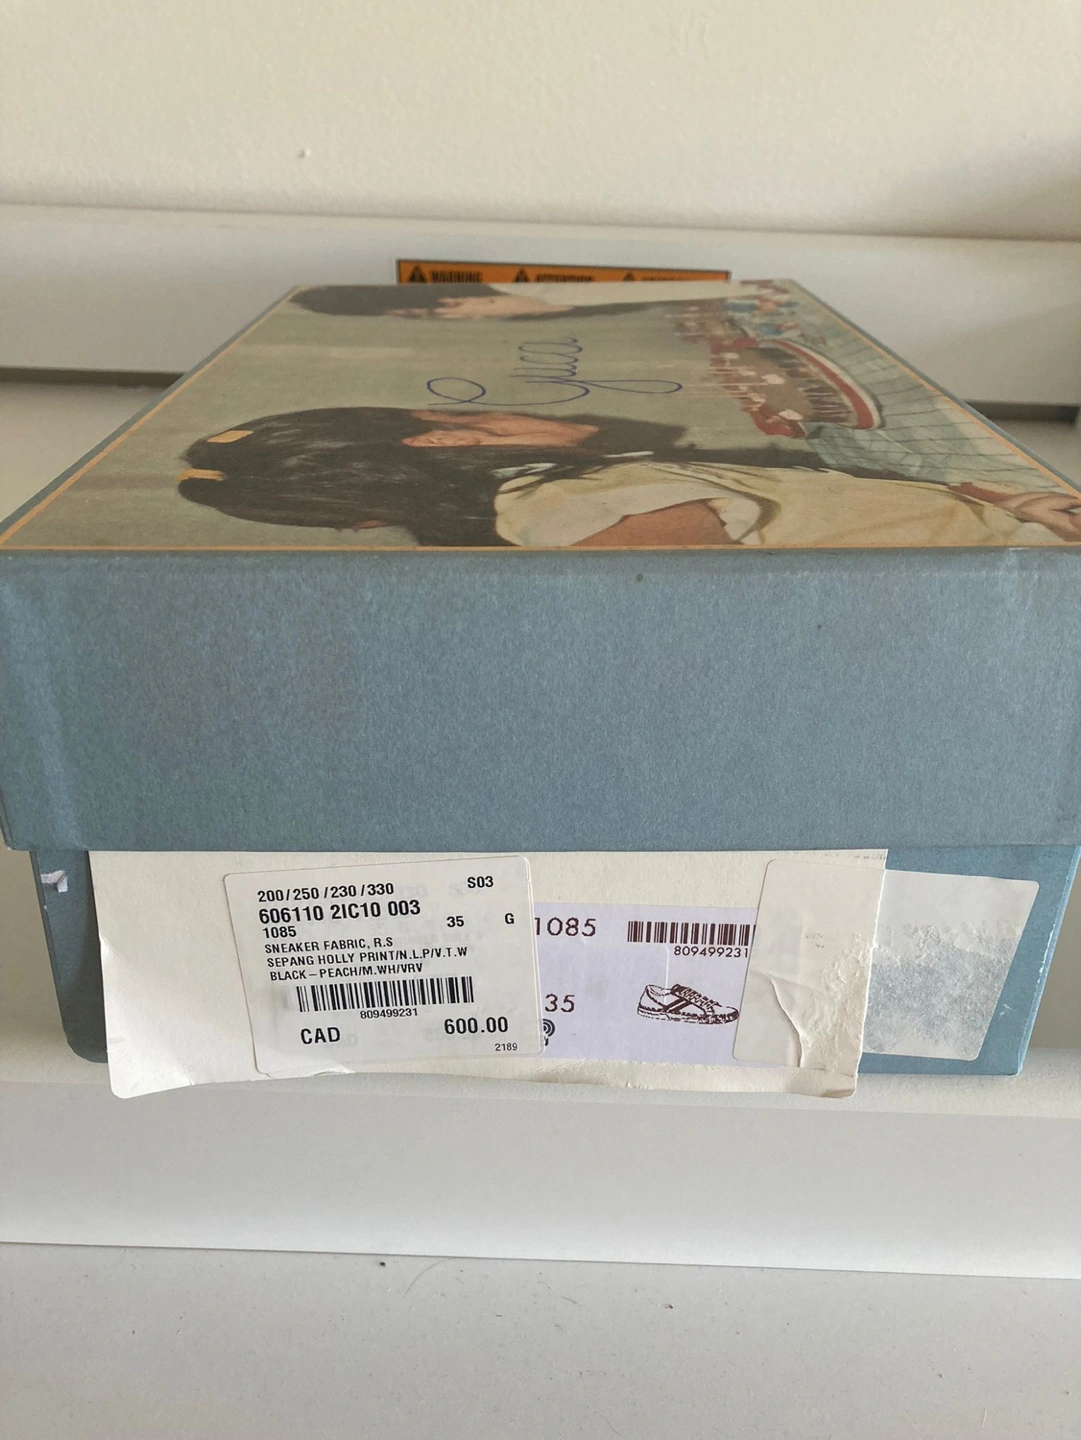 WARNING
Gucci
200/250/230/330 S03
606110 2IC10 003
1085 35 G
SNEAKER FABRIC, R.S
SEPANG HOLLY PRINT/N.L.P/V.T.W
BLACK – PEACH/M.WH/VRV
809499231
CAD 600.00
2189
1085
809499231
35